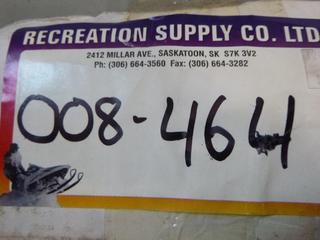 RECREATION SUPPLY CO. LTD
2412 MILLAR AVE., SASKATOON, SK S7K 3V2
Ph: (306) 664-3560 Fax: (306) 664-3282
008-464